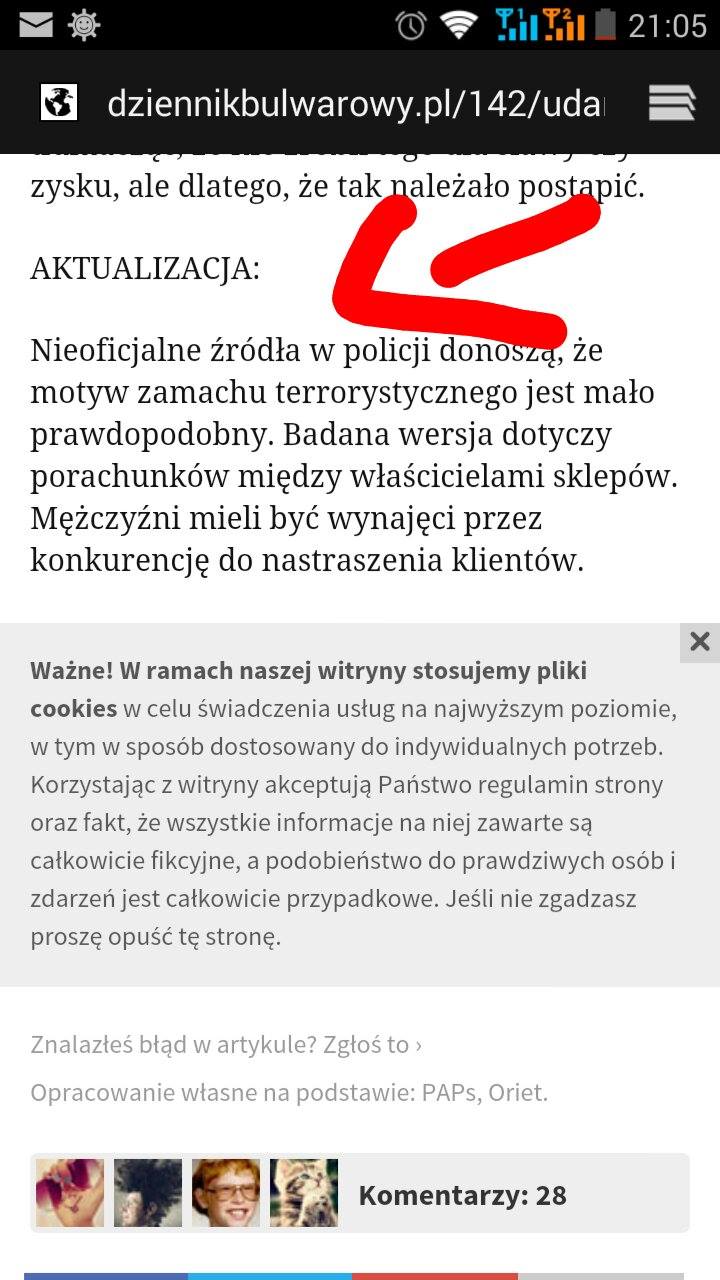 21:05
dziennikbulwarowy.pl/142/uda
zysku, ale dlatego, że tak należało postąpić.
AKTUALIZACJA:
Nieoficjalne źródła w policji donoszą, że
motyw zamachu terrorystycznego jest mało
prawdopodobny. Badana wersja dotyczy
porachunków między właścicielami sklepów.
Mężczyźni mieli być wynajęci przez
konkurencję do nastraszenia klientów.
Ważne! W ramach naszej witryny stosujemy pliki
cookies w celu świadczenia usług na najwyższym poziomie,
w tym w sposób dostosowany do indywidualnych potrzeb.
Korzystając z witryny akceptują Państwo regulamin strony
oraz fakt, że wszystkie informacje na niej zawarte są
całkowicie fikcyjne, a podobieństwo do prawdziwych osób i
zdarzeń jest całkowicie przypadkowe. Jeśli nie zgadzasz
proszę opuść tę stronę.
Znalazłeś błąd w artykule? Zgłoś to ›
Opracowanie własne na podstawie: PAPs, Oriet.
Komentarzy: 28